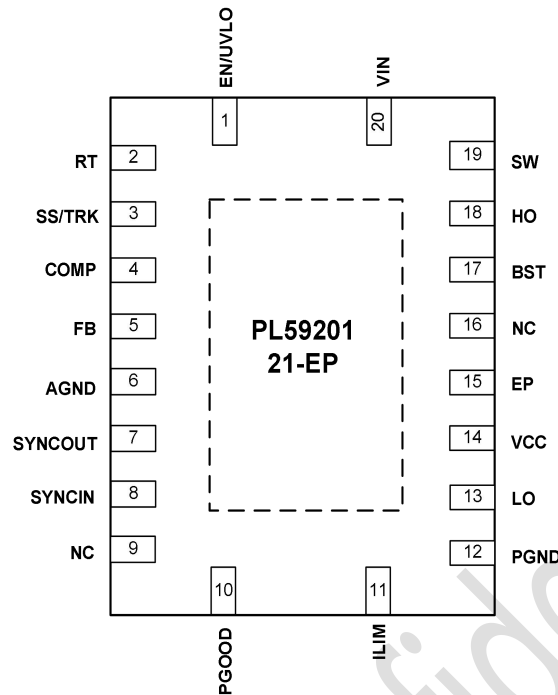 EN/UVLO
VIN
1
20
RT 2
19 SW
SS/TRK 3
18 HO
COMP 4
17 BST
FB 5
16 NC
PL59201
21-EP
AGND 6
15 EP
SYNCOUT 7
14 VCC
SYNCIN 8
13 LO
NC 9
12 PGND
10
11
PGOOD
ILIM